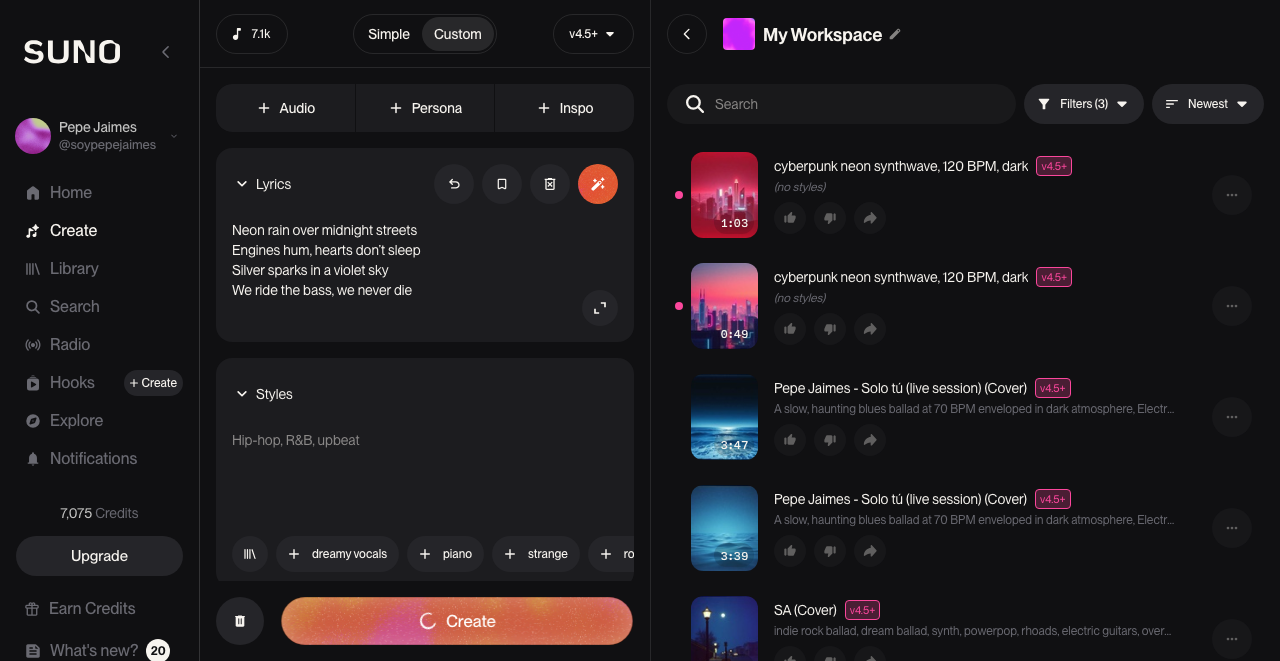 SUNO
Pepe Jaimes
@soypepejaimes
Home
Create
Library
Search
Radio
Hooks
+ Create
Explore
Notifications
7,075 Credits
Upgrade
Earn Credits
What's new? 20
7.1k
Simple Custom
v4.5+
+ Audio
+ Persona
+ Inspo
Lyrics
Neon rain over midnight streets
Engines hum, hearts don't sleep
Silver sparks in a violet sky
We ride the bass, we never die
Styles
Hip-hop, R&B, upbeat
+ dreamy vocals + piano + strange + ro
Create
My Workspace
Search
Filters (3)
Newest
cyberpunk neon synthwave, 120 BPM, dark v4.5+
(no styles)
1:03
cyberpunk neon synthwave, 120 BPM, dark v4.5+
(no styles)
0:49
Pepe Jaimes - Solo tú (live session) (Cover) v4.5+
A slow, haunting blues ballad at 70 BPM enveloped in dark atmosphere, Electr...
3:47
Pepe Jaimes - Solo tú (live session) (Cover) v4.5+
A slow, haunting blues ballad at 70 BPM enveloped in dark atmosphere, Electr...
3:39
SA (Cover) v4.5+
indie rock ballad, dream ballad, synth, powerpop, rhoads, electric guitars, over...